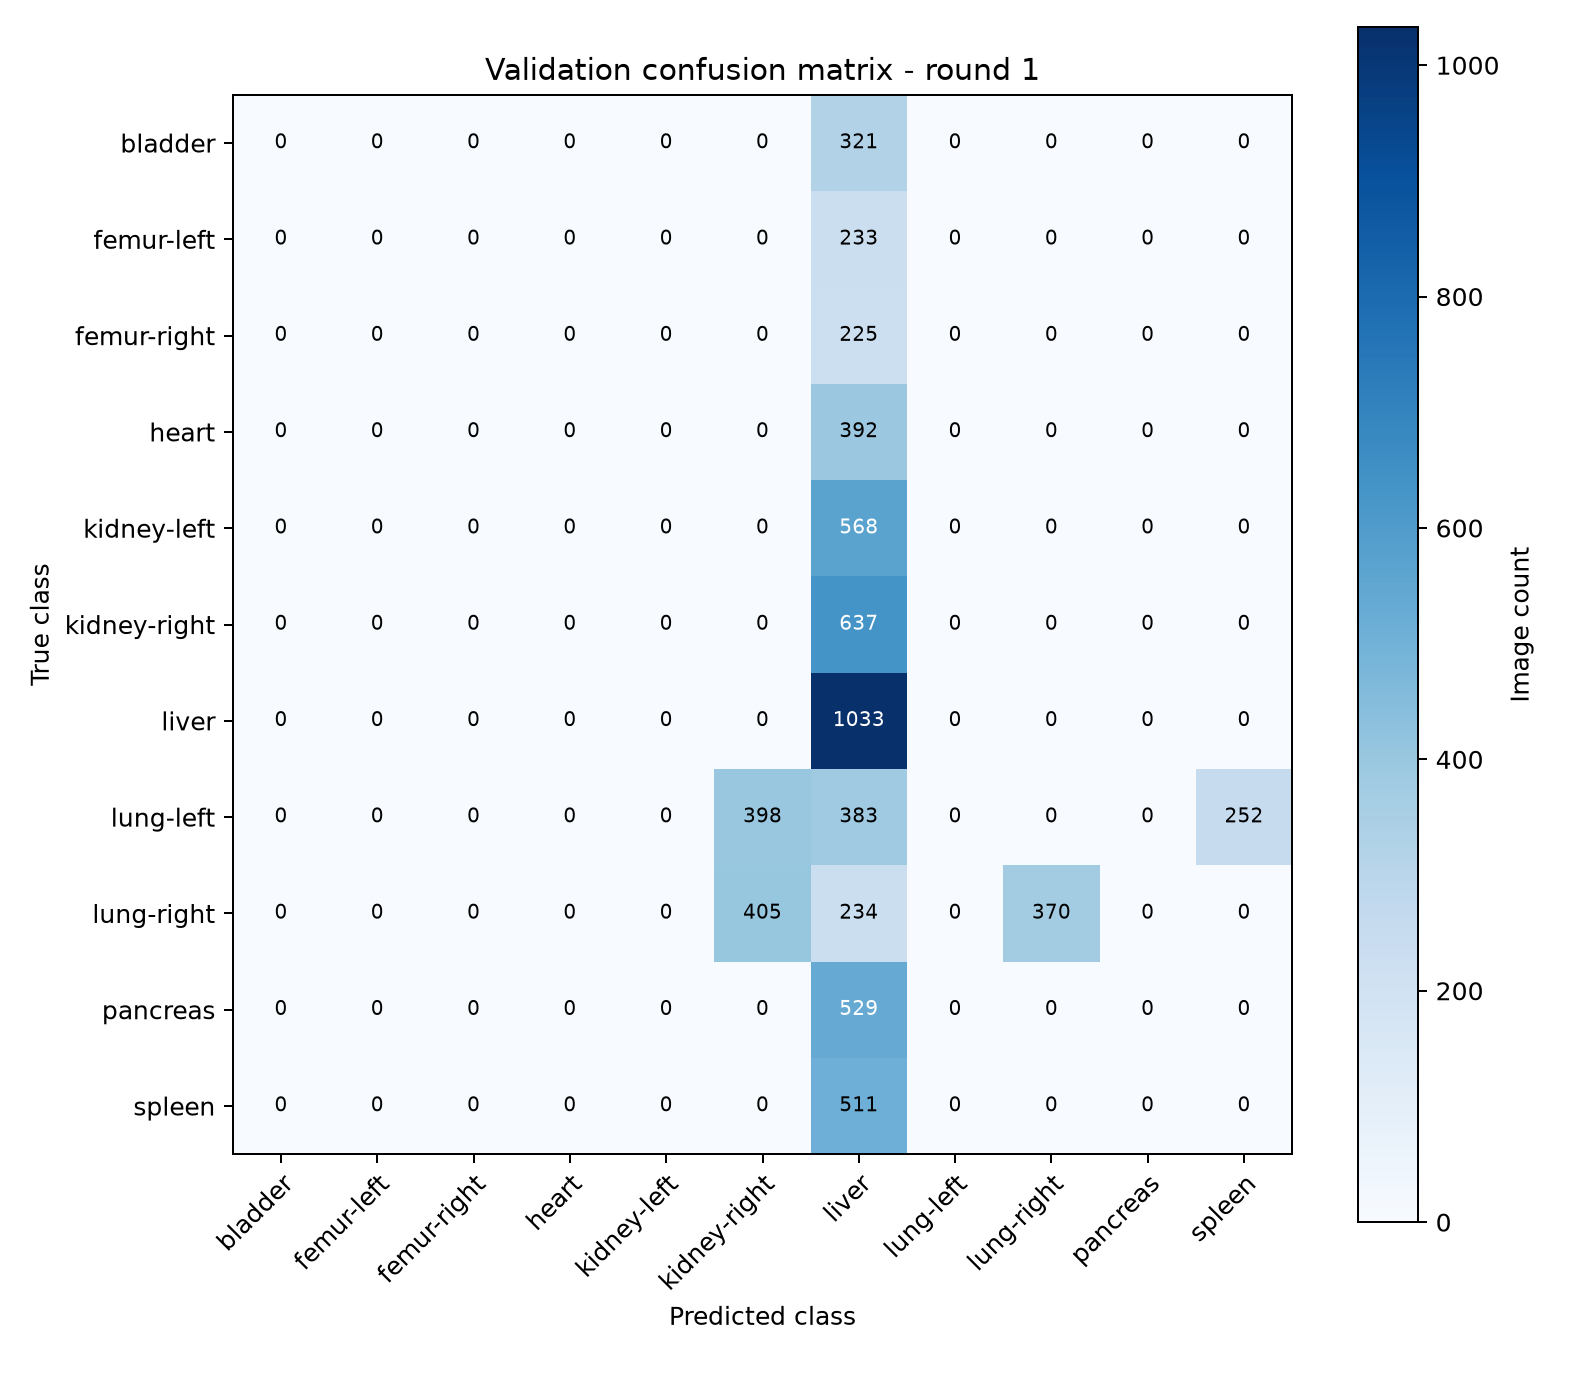 Validation confusion matrix - round 1
True class
bladder 0 0 0 0 0 0 321 0 0 0 0
femur-left 0 0 0 0 0 0 233 0 0 0 0
femur-right 0 0 0 0 0 0 225 0 0 0 0
heart 0 0 0 0 0 0 392 0 0 0 0
kidney-left 0 0 0 0 0 0 568 0 0 0 0
kidney-right 0 0 0 0 0 0 637 0 0 0 0
liver 0 0 0 0 0 0 1033 0 0 0 0
lung-left 0 0 0 0 0 398 383 0 0 0 252
lung-right 0 0 0 0 0 405 234 0 370 0 0
pancreas 0 0 0 0 0 0 529 0 0 0 0
spleen 0 0 0 0 0 0 511 0 0 0 0
bladder femur-left femur-right heart kidney-left kidney-right liver lung-left lung-right pancreas spleen
Predicted class
1000
800
600
400
200
0
Image count